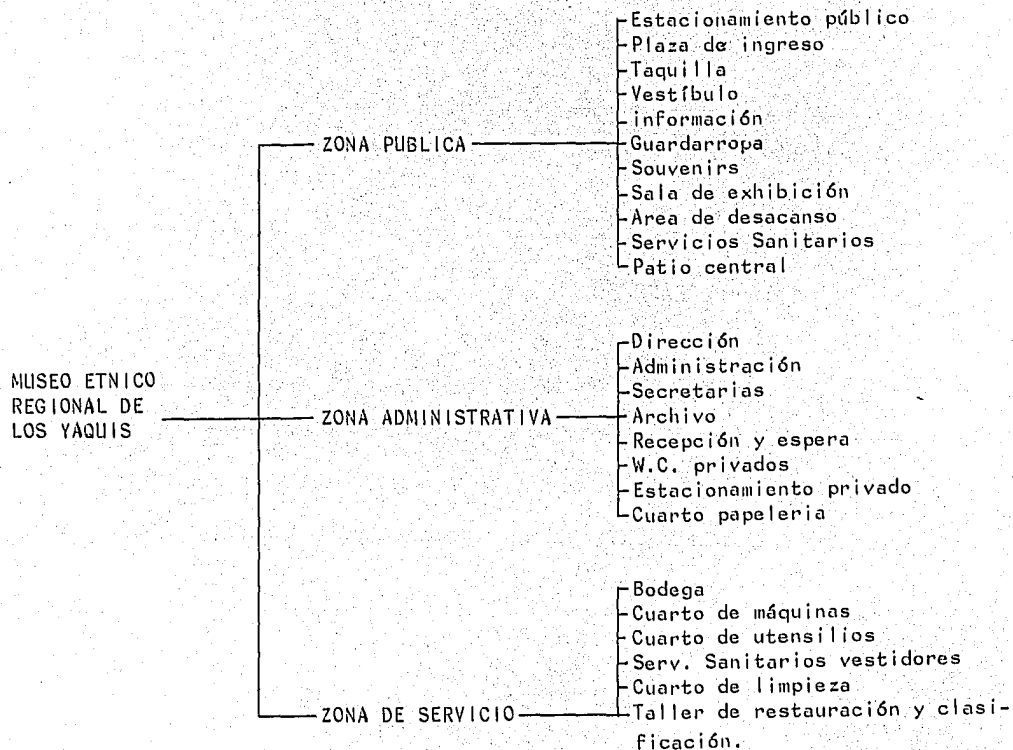 MUSEO ETNICO
REGIONAL DE
LOS YAQUIS
ZONA PUBLICA
Estacionamiento público
Plaza de ingreso
Taquilla
Vestíbulo
información
Guardarropa
Souvenirs
Sala de exhibición
Area de desacanso
Servicios Sanitarios
Patio central
ZONA ADMINISTRATIVA
Dirección
Administración
Secretarias
Archivo
Recepción y espera
W.C. privados
Estacionamiento privado
Cuarto papeleria
ZONA DE SERVICIO
Bodega
Cuarto de máquinas
Cuarto de utensilios
Serv. Sanitarios vestidores
Cuarto de limpieza
Taller de restauración y clasi-
ficación.